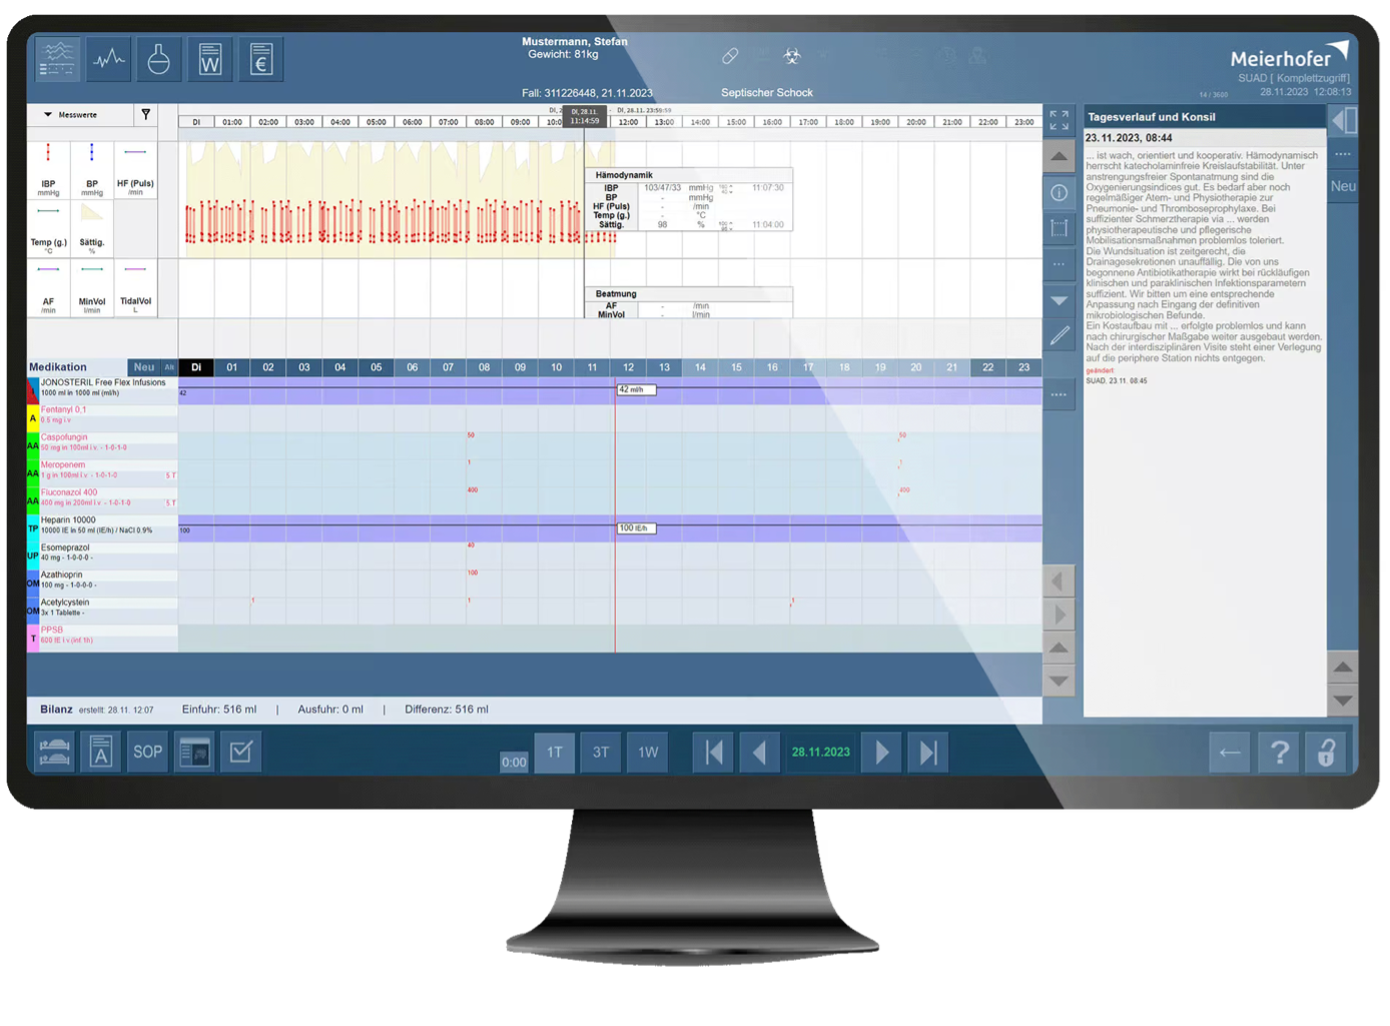 Mustermann, Stefan
Gewicht: 81kg
Fall: 311226448, 21.11.2023
Septischer Schock
W
€
Meierhofer
SUAD [ Komplettzugriff]
14 / 3600
28.11.2023 12:08:13
Messwerte
DI, 28.11. 23:59:59
DI, 28.11.
11:14:59
DI 01:00 02:00 03:00 04:00 05:00 06:00 07:00 08:00 09:00 10:0 12:00 13:00 14:00 15:00 16:00 17:00 18:00 19:00 20:00 21:00 22:00 23:00
IBP
mmHg
BP
mmHg
HF (Puls)
/min
Temp (g.)
°C
Sättig.
%
AF
/min
MinVol
l/min
TidalVol
L
Hämodynamik
IBP 103/47/33 mmHg 11:07:30
BP - mmHg
HF (Puls) - /min
Temp (g.) - °C
Sättig. 98 % 11:04:00
Beatmung
AF - /min
MinVol - l/min
Medikation Neu
DI 01 02 03 04 05 06 07 08 09 10 11 12 13 14 15 16 17 18 19 20 21 22 23
JONOSTERIL Free Flex Infusions
1000 ml in 1000 ml (ml/h)
42
42 ml/h
A
Fentanyl 0,1
0.5 mg i.v.
AA
Caspofungin
50 mg in 100ml i.v. - 1-0-1-0
50
50
AA
Meropenem
1 g in 100ml i.v. - 1-0-1-0
5 T
1
1
AA
Fluconazol 400
400 mg in 200ml i.v. - 1-0-1-0
5 T
400
400
TP
Heparin 10000
10000 IE in 50 ml (IE/h) / NaCl 0.9%
100
100 IE/h
UP
Esomeprazol
40 mg - 1-0-0-0 -
40
OM
Azathioprin
100 mg - 1-0-0-0 -
100
OM
Acetylcystein
3x 1 Tablette -
1
1
1
T
PPSB
600 IE i.v.(inf 1h)
Bilanz erstellt: 28.11. 12:07 Einfuhr: 516 ml | Ausfuhr: 0 ml | Differenz: 516 ml
Tagesverlauf und Konsil
23.11.2023, 08:44
... ist wach, orientiert und kooperativ. Hämodynamisch
herrscht katecholaminfreie Kreislaufstabilität. Unter
anstrengungsfreier Spontanatmung sind die
Oxygenierungsindices gut. Es bedarf aber noch
regelmäßiger Atem- und Physiotherapie zur
Pneumonie- und Thromboseprophylaxe. Bei
suffizienter Schmerztherapie via ... werden
physiotherapeutische und pflegerische
Mobilisationsmaßnahmen problemlos toleriert.
Die Wundsituation ist zeitgerecht, die
Drainagesekretionen unauffällig. Die von uns
begonnene Antibiotikatherapie wirkt bei rückläufigen
klinischen und paraklinischen Infektionsparametern
suffizient. Wir bitten um eine entsprechende
Anpassung nach Eingang der definitiven
mikrobiologischen Befunde.
Ein Kostaufbau mit ... erfolgte problemlos und kann
nach chirurgischer Maßgabe weiter ausgebaut werden.
Nach der interdisziplinären Visite steht einer Verlegung
auf die periphere Station nichts entgegen.
geändert:
SUAD, 23.11. 08:45
Neu
A
SOP
0:00
1T
3T
1W
28.11.2023
?